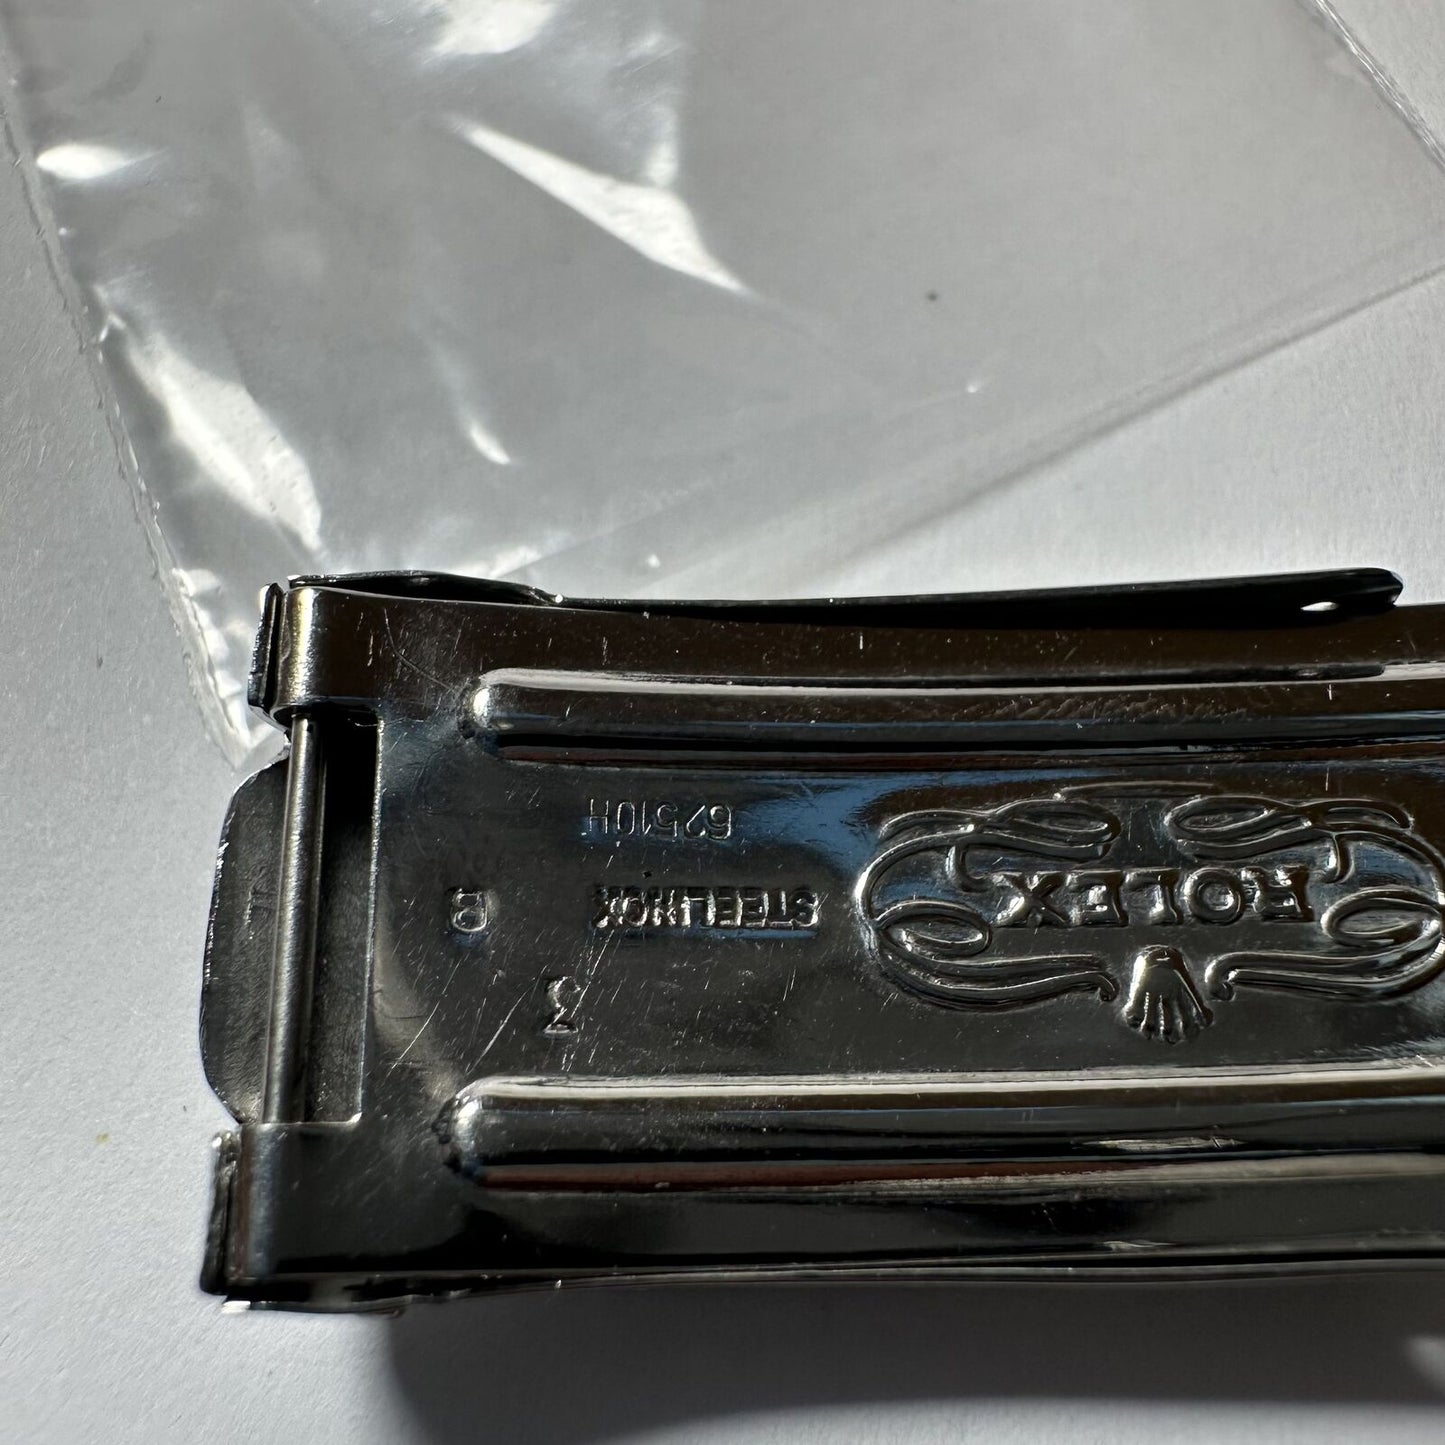 ROLEX
3
STEELINOX
B
62510H